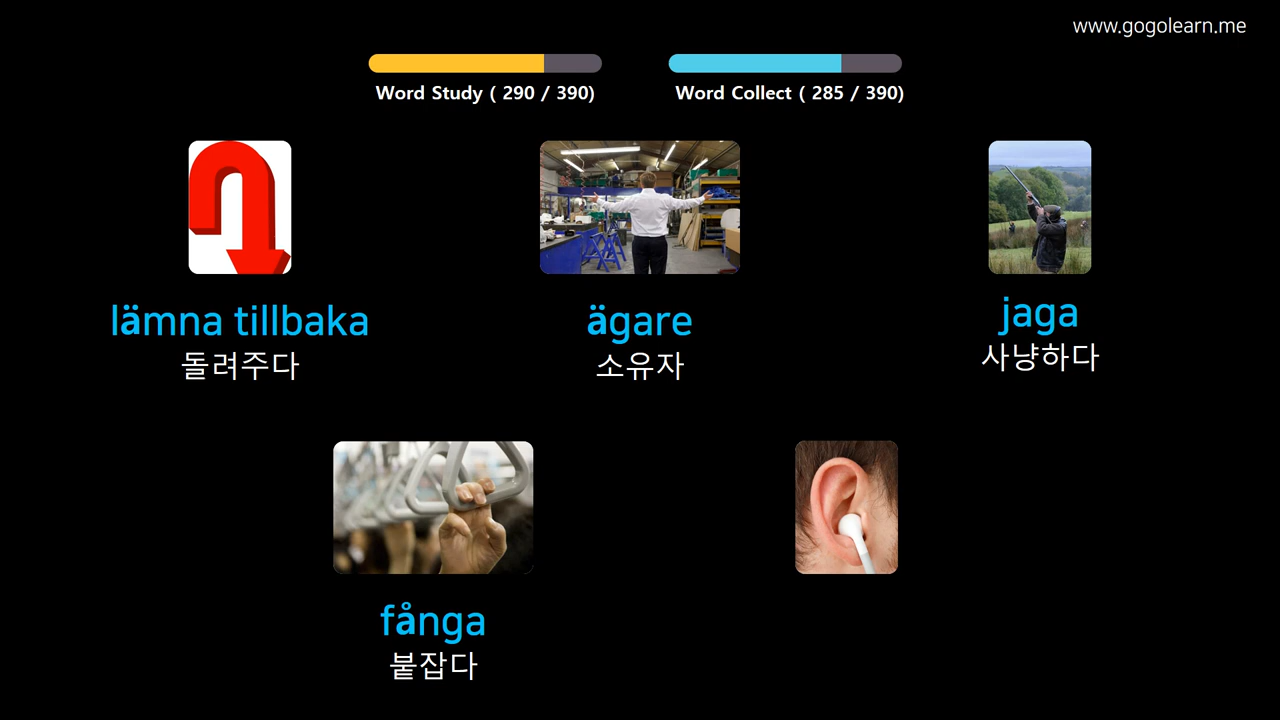 www.gogolearn.me
Word Study ( 290 / 390)
Word Collect ( 285 / 390)
lämna tillbaka
돌려주다
ägare
소유자
jaga
사냥하다
fånga
붙잡다